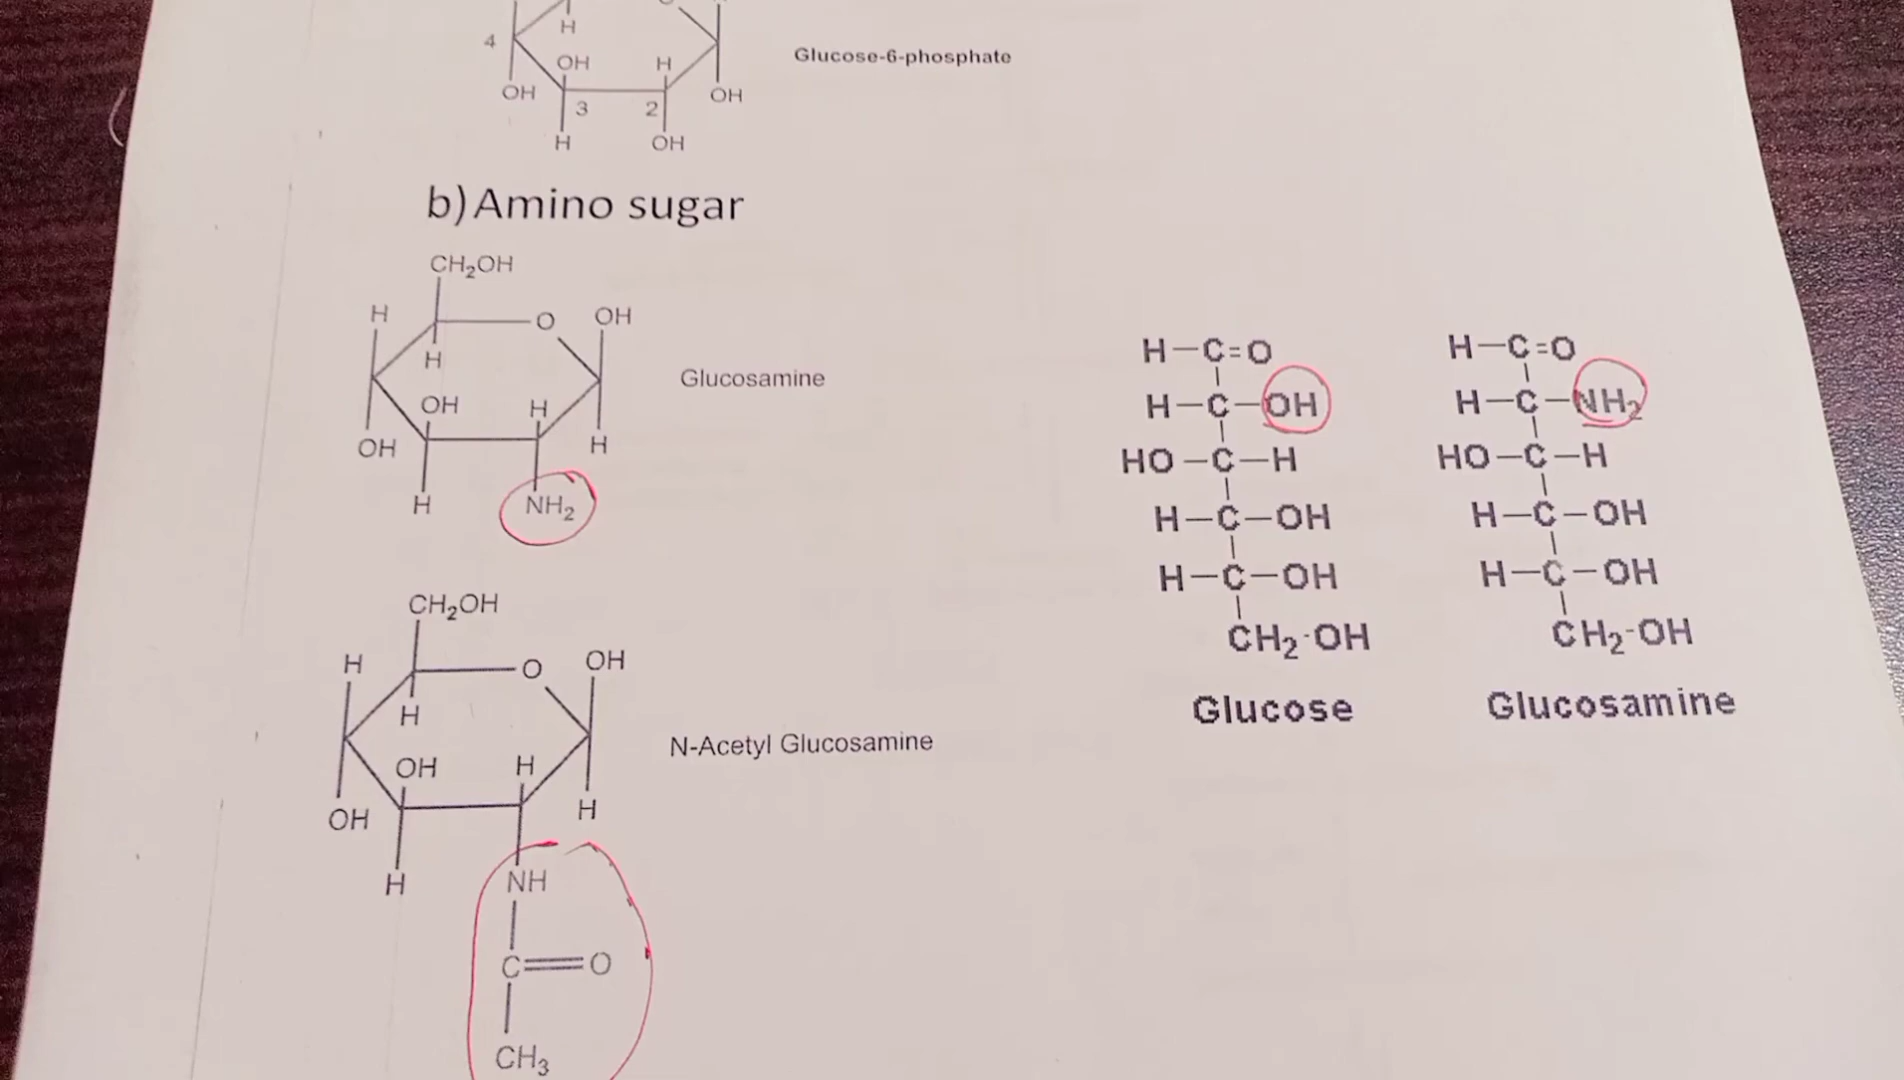 H
4
OH H
Glucose-6-phosphate
OH OH
3 2
H OH
b) Amino sugar
CH₂OH
H O OH
H
Glucosamine
OH H
OH H
H NH₂
CH₂OH
H O OH
H
N-Acetyl Glucosamine
OH H
OH H
H NH
C=O
CH₃
H-C=O
H-C-OH
HO-C-H
H-C-OH
H-C-OH
CH₂-OH
Glucose
H-C=O
H-C-NH₂
HO-C-H
H-C-OH
H-C-OH
CH₂-OH
Glucosamine